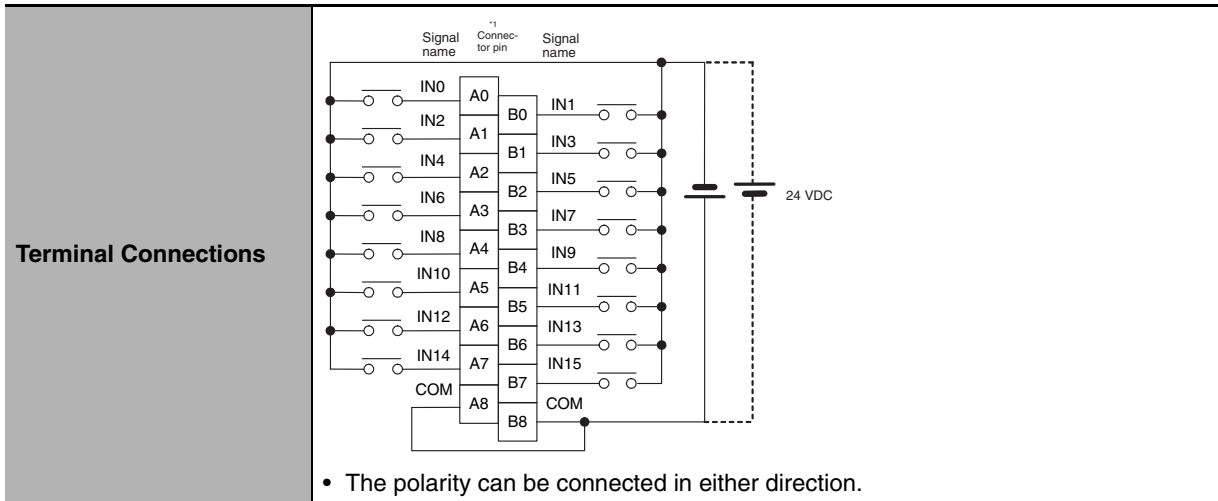 Terminal Connections
Signal name
*1
Connec-
tor pin
Signal name
IN0 A0
B0 IN1
IN2 A1
B1 IN3
IN4 A2
B2 IN5
IN6 A3
B3 IN7
IN8 A4
B4 IN9
IN10 A5
B5 IN11
IN12 A6
B6 IN13
IN14 A7
B7 IN15
COM A8
B8 COM
24 VDC
• The polarity can be connected in either direction.